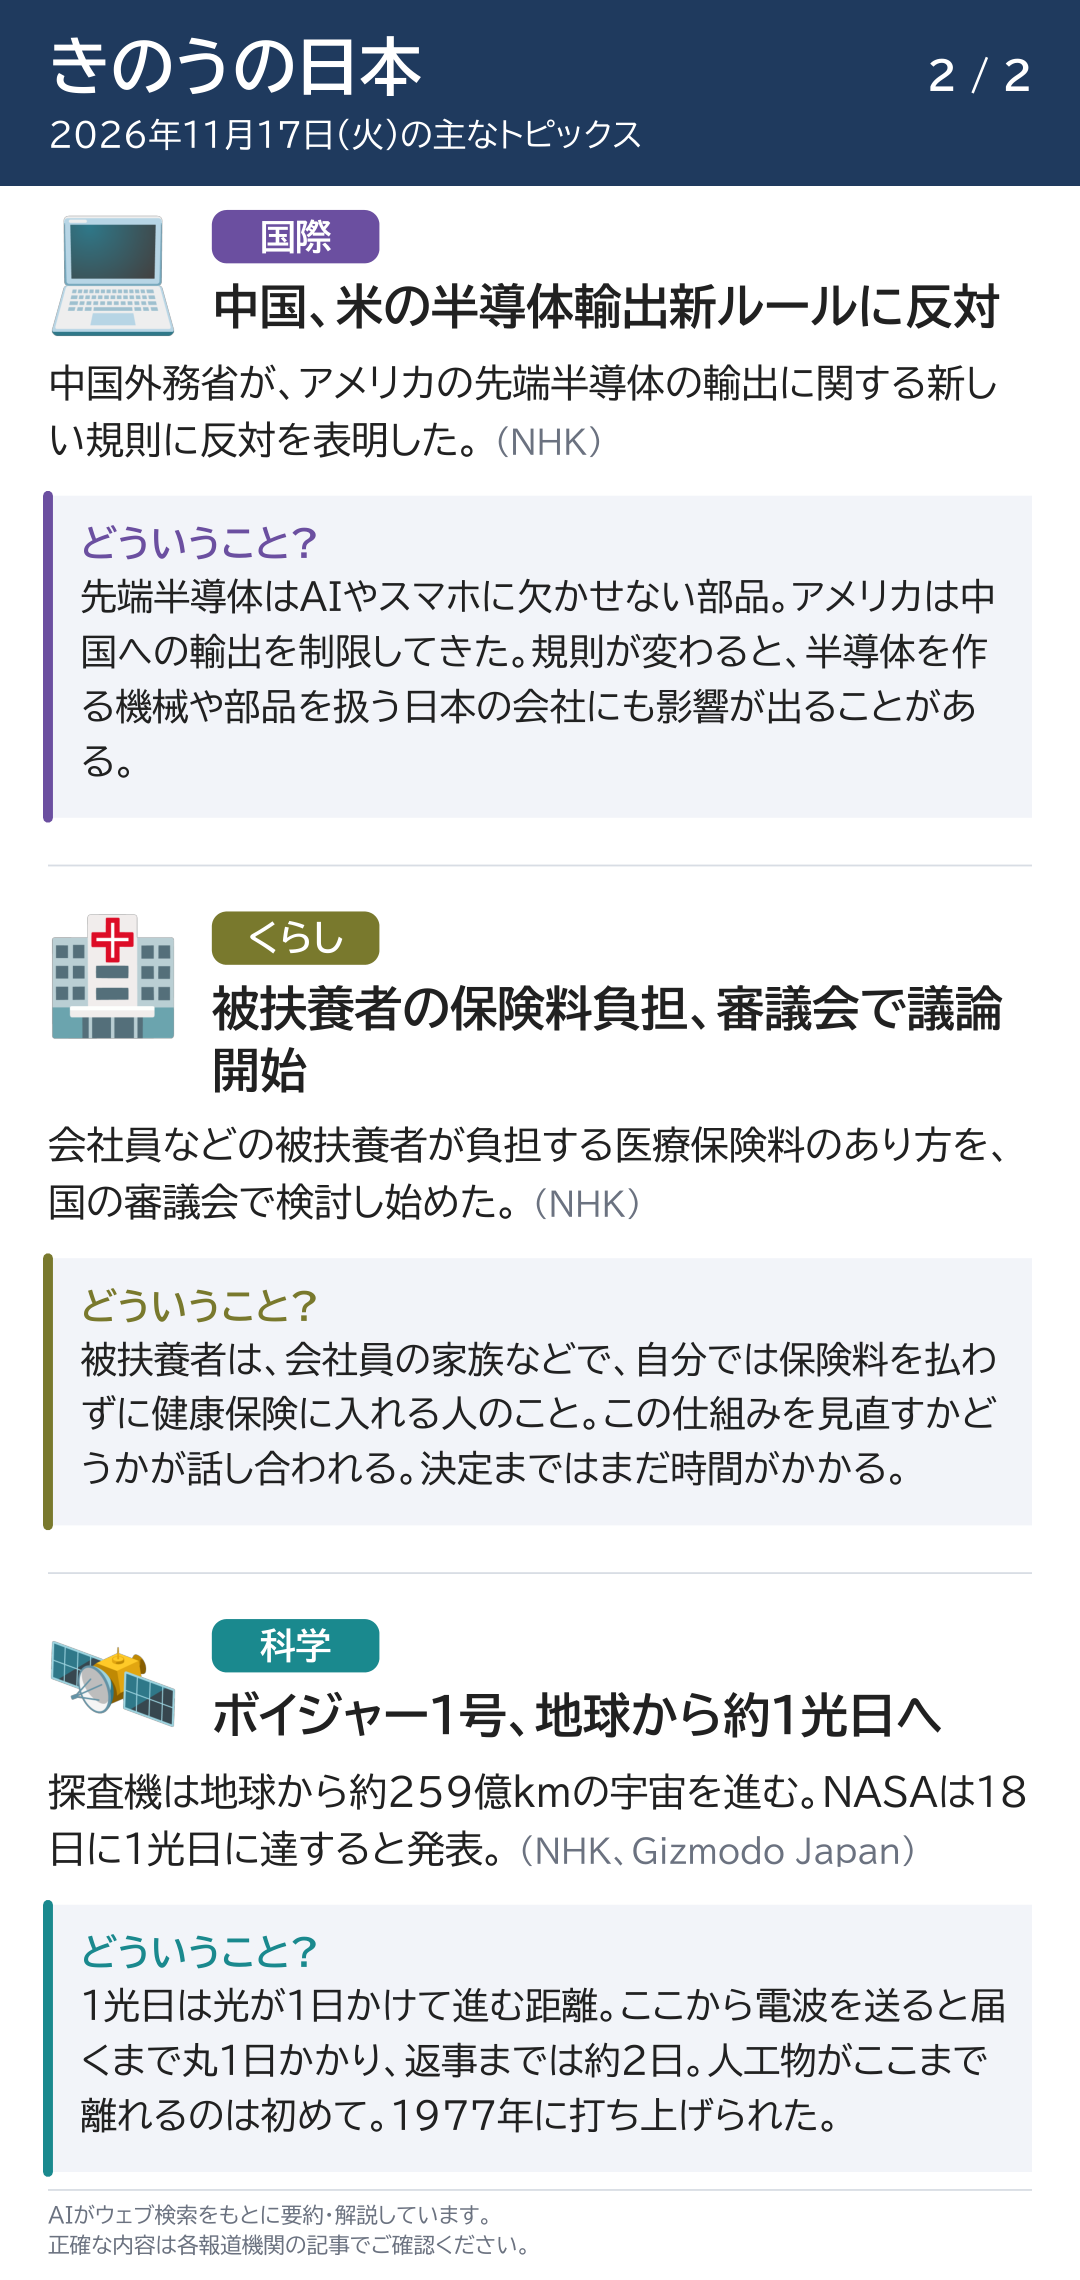 きのうの日本
2 / 2
2026年11月17日(火)の主なトピックス
国際
中国、米の半導体輸出新ルールに反対
中国外務省が、アメリカの先端半導体の輸出に関する新し
い規則に反対を表明した。(NHK)
どういうこと?
先端半導体はAIやスマホに欠かせない部品。アメリカは中
国への輸出を制限してきた。規則が変わると、半導体を作
る機械や部品を扱う日本の会社にも影響が出ることがあ
る。
くらし
被扶養者の保険料負担、審議会で議論
開始
会社員などの被扶養者が負担する医療保険料のあり方を、
国の審議会で検討し始めた。(NHK)
どういうこと?
被扶養者は、会社員の家族などで、自分では保険料を払わ
ずに健康保険に入れる人のこと。この仕組みを見直すかど
うかが話し合われる。決定まではまだ時間がかかる。
科学
ボイジャー1号、地球から約1光日へ
探査機は地球から約259億kmの宇宙を進む。NASAは18
日に1光日に達すると発表。(NHK、Gizmodo Japan)
どういうこと?
1光日は光が1日かけて進む距離。ここから電波を送ると届
くまで丸1日かかり、返事までは約2日。人工物がここまで
離れるのは初めて。1977年に打ち上げられた。
AIがウェブ検索をもとに要約・解説しています。
正確な内容は各報道機関の記事でご確認ください。